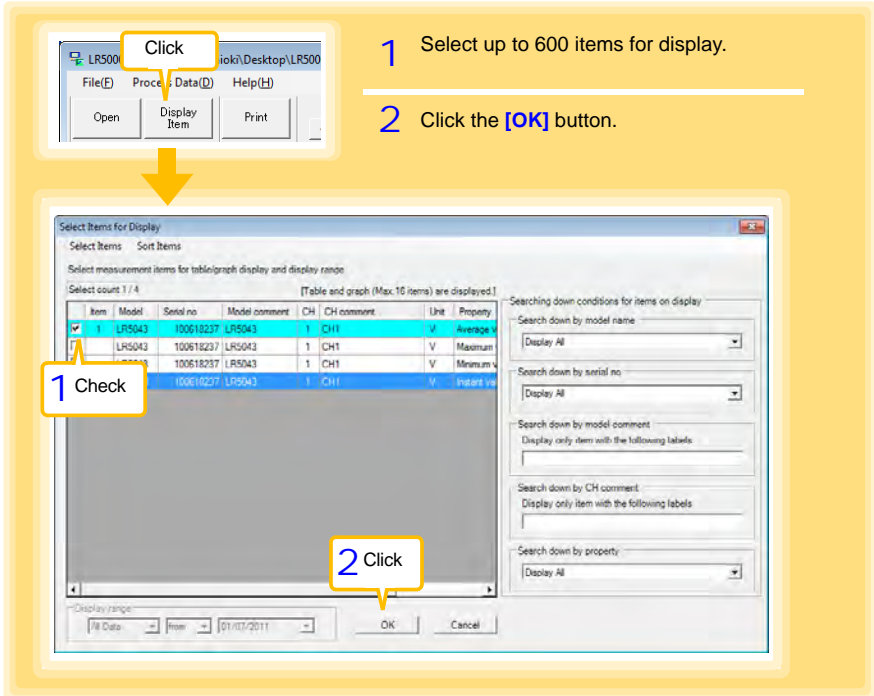 Click
LR500 ioki\Desktop\LR500
File(F) Process Data(D) Help(H)
Open
Display
Item
Print
1 Select up to 600 items for display.
2 Click the [OK] button.
Select Items for Display
Select Items Sort Items
Select measurement items for table/graph display and display range
Select count 1 / 4 [Table and graph (Max.16 items) are displayed.]
Item Model Serial no Model comment CH CH comment Unit Property
1 LR5043 100618237 LR5043 1 CH1 V Average v
LR5043 100618237 LR5043 1 CH1 V Maximum
100618237 LR5043 1 CH1 V Minimum v
100618237 LR5043 1 CH1 V Instant val
1 Check
Searching down conditions for items on display
Search down by model name
Display All
Search down by serial no
Display All
Search down by model comment
Display only item with the following labels
Search down by CH comment
Display only item with the following labels
Search down by property
Display All
2 Click
Display range
All Data from 01/07/2011
OK Cancel